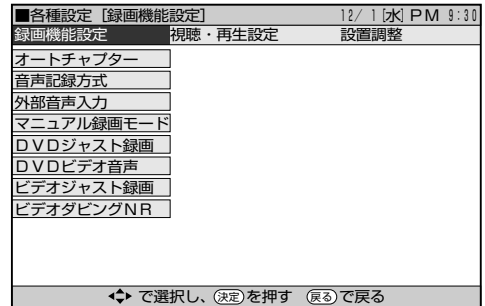 ■各種設定 [録画機能設定] 12/ 1[水] PM 9:30
録画機能設定 視聴・再生設定 設置調整
オートチャプター
音声記録方式
外部音声入力
マニュアル録画モード
DVDジャスト録画
DVDビデオ音声
ビデオジャスト録画
ビデオダビングNR
で選択し、決定を押す 戻るで戻る